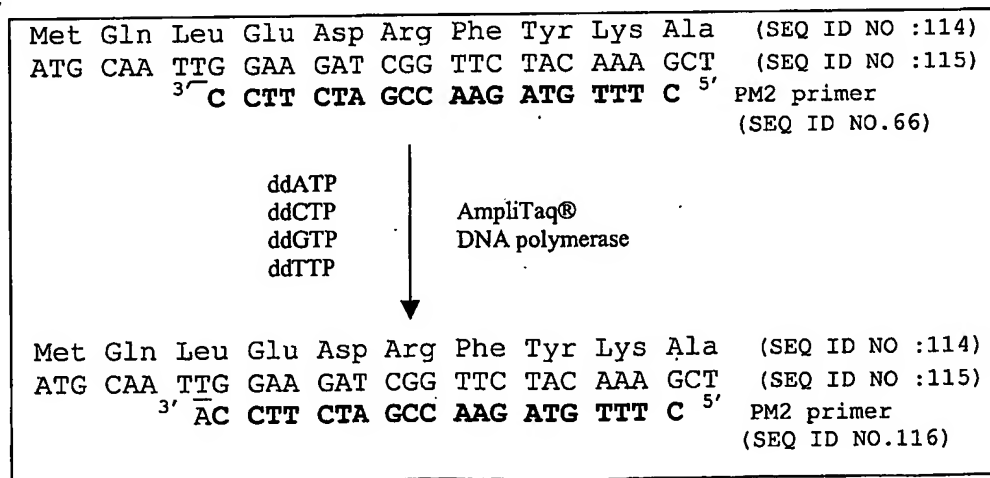 Met Gln Leu Glu Asp Arg Phe Tyr Lys Ala (SEQ ID NO :114)
ATG CAA TTG GAA GAT CGG TTC TAC AAA GCT (SEQ ID NO :115)
3′ C CTT CTA GCC AAG ATG TTT C 5′ PM2 primer
(SEQ ID NO.66)
ddATP
ddCTP AmpliTaq®
ddGTP DNA polymerase
ddTTP
Met Gln Leu Glu Asp Arg Phe Tyr Lys Ala (SEQ ID NO :114)
ATG CAA TTG GAA GAT CGG TTC TAC AAA GCT (SEQ ID NO :115)
3′ AC CTT CTA GCC AAG ATG TTT C 5′ PM2 primer
(SEQ ID NO.116)